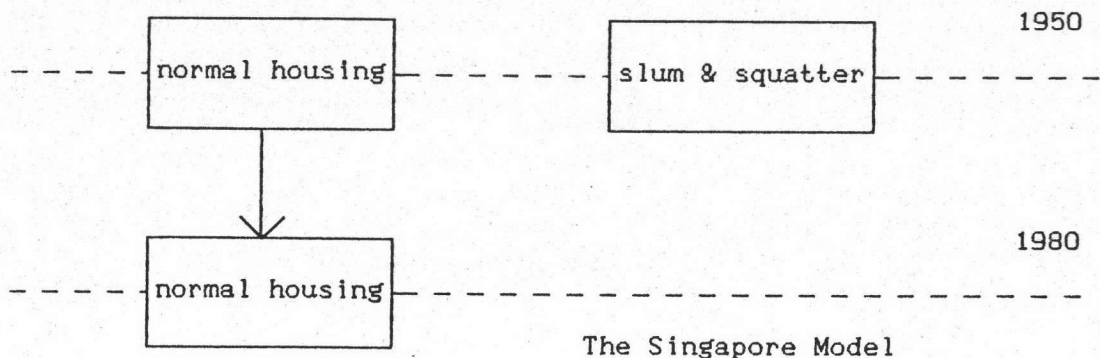 1950
normal housing
slum & squatter
1980
normal housing
The Singapore Model